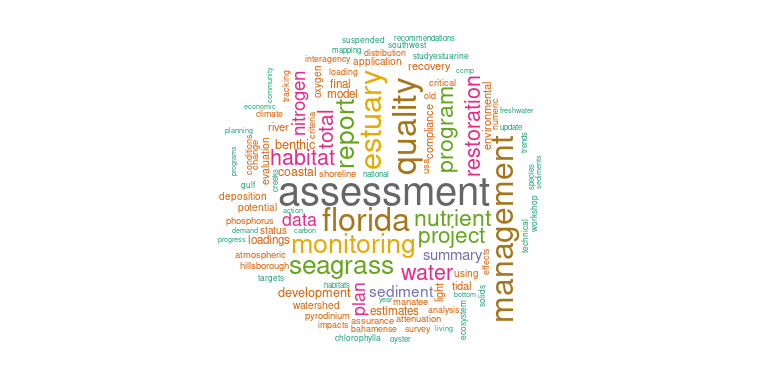 suspended
recommendations
southwest
mapping
distribution
studyestuarine
interagency
application
recovery
loading
oxygen
tracking
community
economic
climate
nitrogen
final
model
total
report
estuary
quality
critical
ccmp
old
program
restoration
environmental
numeric
freshwater
update
compliance
usa
river
criteria
planning
benthic
habitat
conditions
change
evaluation
programs
coastal
shoreline
national
gulf
creeks
management
trends
species
sediments
workshop
technical
assessment
deposition
potential
action
data
florida
nutrient
phosphorus
demand
status
carbon
progress
loadings
monitoring
project
atmospheric
summary
hillsborough
seagrass
water
using
effects
targets
habitats
tidal
development
plan
sediment
light
bottom
solids
year
manatee
watershed
estimates
analysis
pyrodinium
assurance
attenuation
impacts
bahamense
survey
living
ecosystem
chlorophylla
oyster